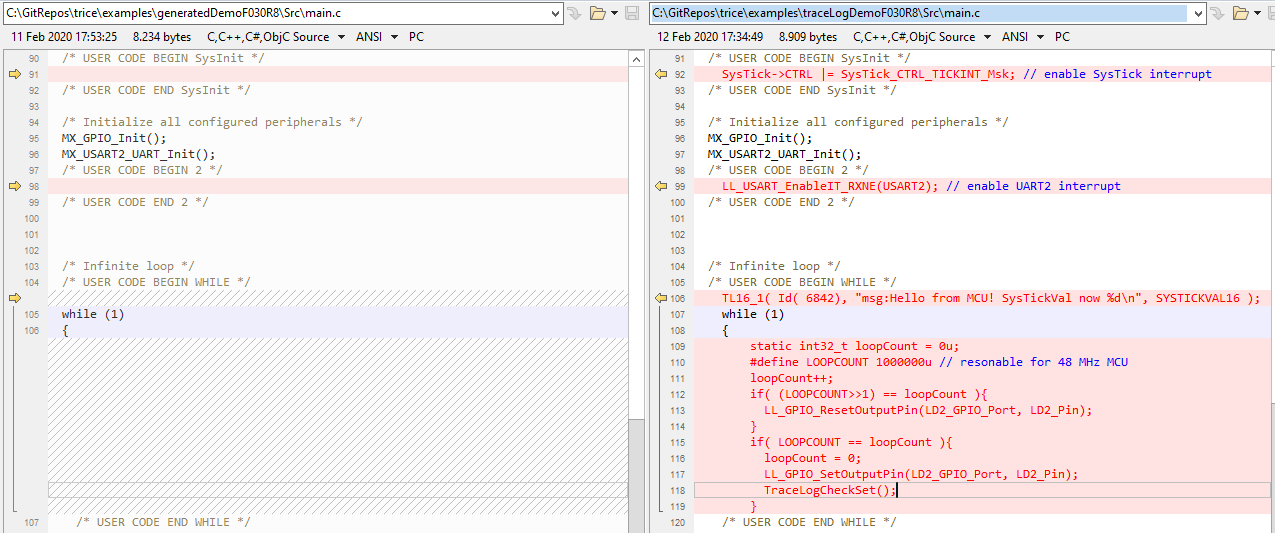 C:\GitRepos\trice\examples\generatedDemoF030R8\Src\main.c
11 Feb 2020 17:53:25 8.234 bytes C,C++,C#,ObjC Source ANSI PC
90 /* USER CODE BEGIN SysInit */
91
92 /* USER CODE END SysInit */
93
94 /* Initialize all configured peripherals */
95 MX_GPIO_Init();
96 MX_USART2_UART_Init();
97 /* USER CODE BEGIN 2 */
98
99 /* USER CODE END 2 */
100
101
102
103 /* Infinite loop */
104 /* USER CODE BEGIN WHILE */
105 while (1)
106 {
107 /* USER CODE END WHILE */
C:\GitRepos\trice\examples\traceLogDemoF030R8\Src\main.c
12 Feb 2020 17:34:49 8.909 bytes C,C++,C#,ObjC Source ANSI PC
91 /* USER CODE BEGIN SysInit */
92 SysTick->CTRL |= SysTick_CTRL_TICKINT_Msk; // enable SysTick interrupt
93 /* USER CODE END SysInit */
94
95 /* Initialize all configured peripherals */
96 MX_GPIO_Init();
97 MX_USART2_UART_Init();
98 /* USER CODE BEGIN 2 */
99 LL_USART_EnableIT_RXNE(USART2); // enable UART2 interrupt
100 /* USER CODE END 2 */
101
102
103
104 /* Infinite loop */
105 /* USER CODE BEGIN WHILE */
106 TL16_1( Id( 6842), "msg:Hello from MCU! SysTickVal now %d\n", SYSTICKVAL16 );
107 while (1)
108 {
109 static int32_t loopCount = 0u;
110 #define LOOPCOUNT 1000000u // resonable for 48 MHz MCU
111 loopCount++;
112 if( (LOOPCOUNT>>1) == loopCount ){
113 LL_GPIO_ResetOutputPin(LD2_GPIO_Port, LD2_Pin);
114 }
115 if( LOOPCOUNT == loopCount ){
116 loopCount = 0;
117 LL_GPIO_SetOutputPin(LD2_GPIO_Port, LD2_Pin);
118 TraceLogCheckSet();
119 }
120 /* USER CODE END WHILE */